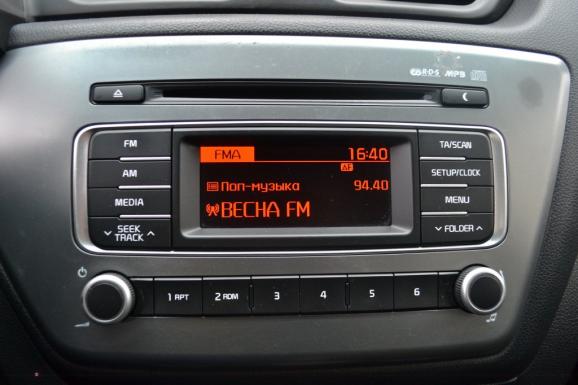 R·D·S MP3
FM
AM
MEDIA
SEEK
TRACK
FMA 16:40
AF
Поп-музыка 94.40
ВЕСНА FM
TA/SCAN
SETUP/CLOCK
MENU
FOLDER
1 RPT 2 RDM 3 4 5 6